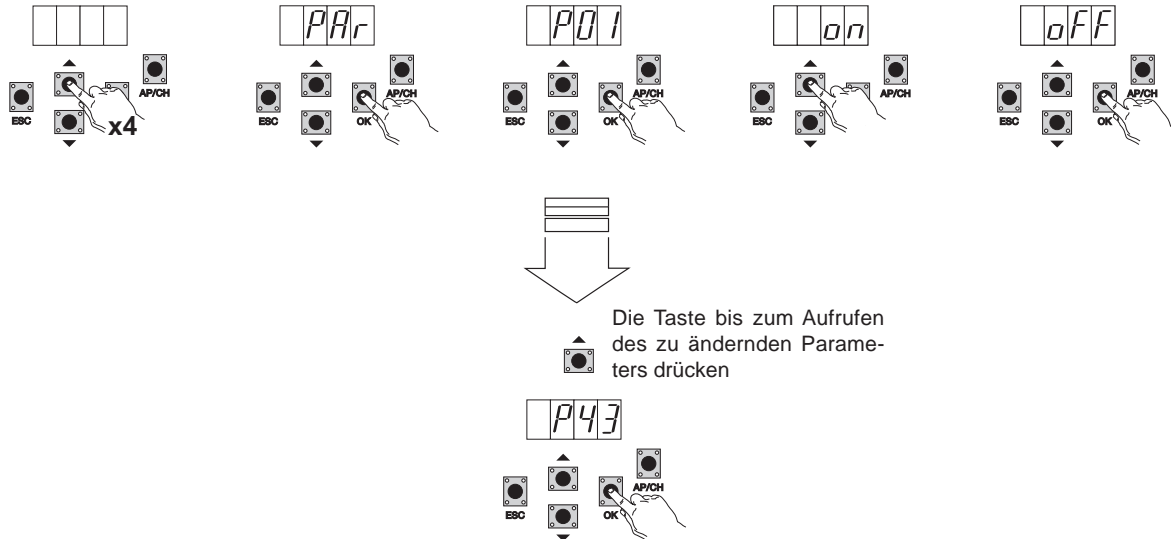 PAr
P01
on
oFF
AP/CH
ESC
x4
AP/CH
ESC
OK
AP/CH
ESC
OK
AP/CH
ESC
AP/CH
ESC
OK
Die Taste bis zum Aufrufen
des zu ändernden Parame-
ters drücken
P43
AP/CH
ESC
OK